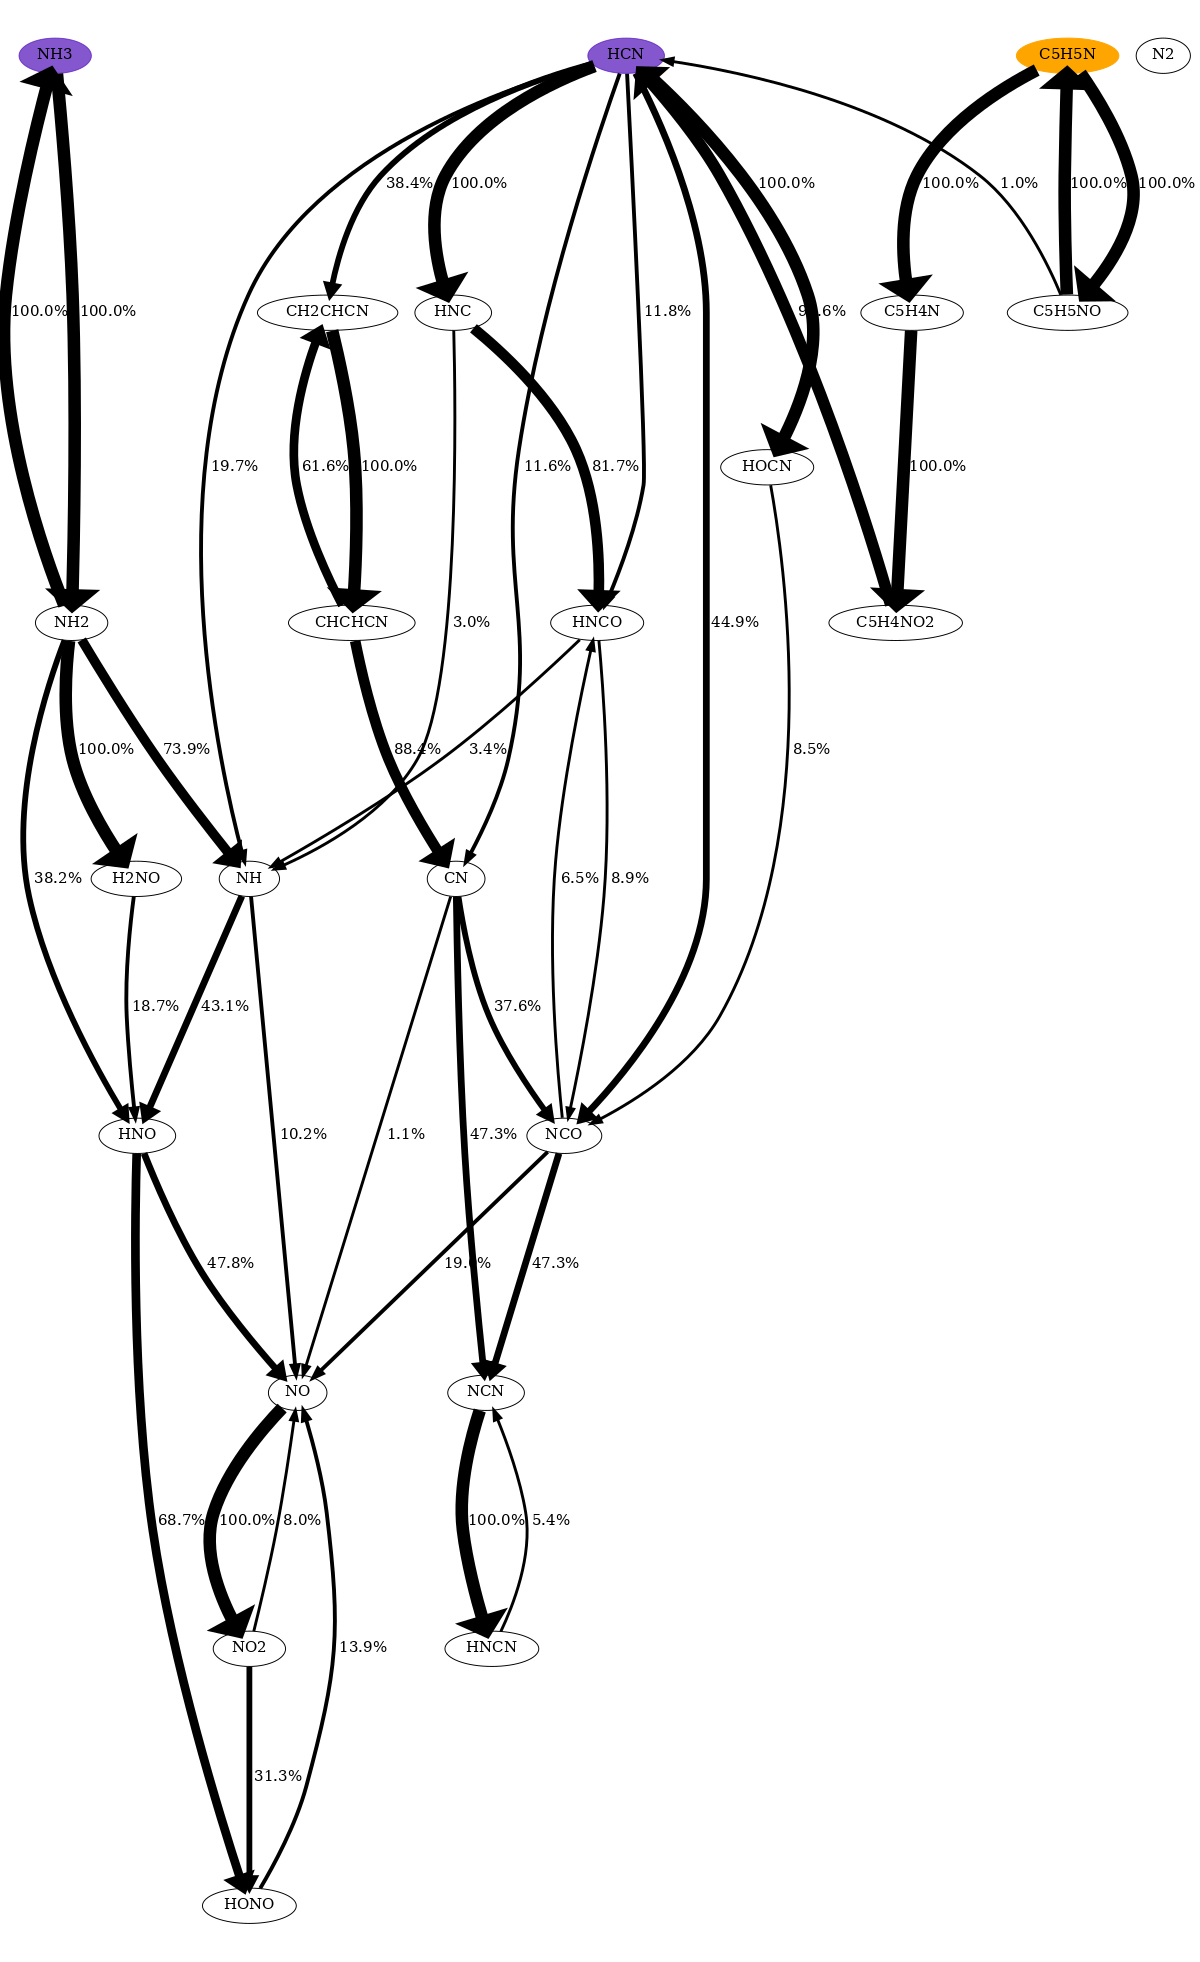 NH3 HCN C5H5N N2
38.4% 100.0% 100.0% 100.0% 1.0% 100.0% 100.0%
100.0% 100.0% CH2CHCN HNC 11.8% C5H4N C5H5NO
19.7% 61.6% 100.0% 11.6% 81.7% HOCN 100.0%
NH2 CHCHCN 3.0% HNCO 44.9% C5H4NO2
100.0% 73.9% 88.4% 3.4% 8.5%
38.2% H2NO NH CN 6.5% 8.9%
18.7% 43.1% 37.6%
HNO 10.2% 1.1% 47.3% NCO
47.8% 47.3%
NO NCN
68.7% 100.0% 8.0% 100.0% 5.4%
NO2 13.9% HNCN
31.3%
HONO